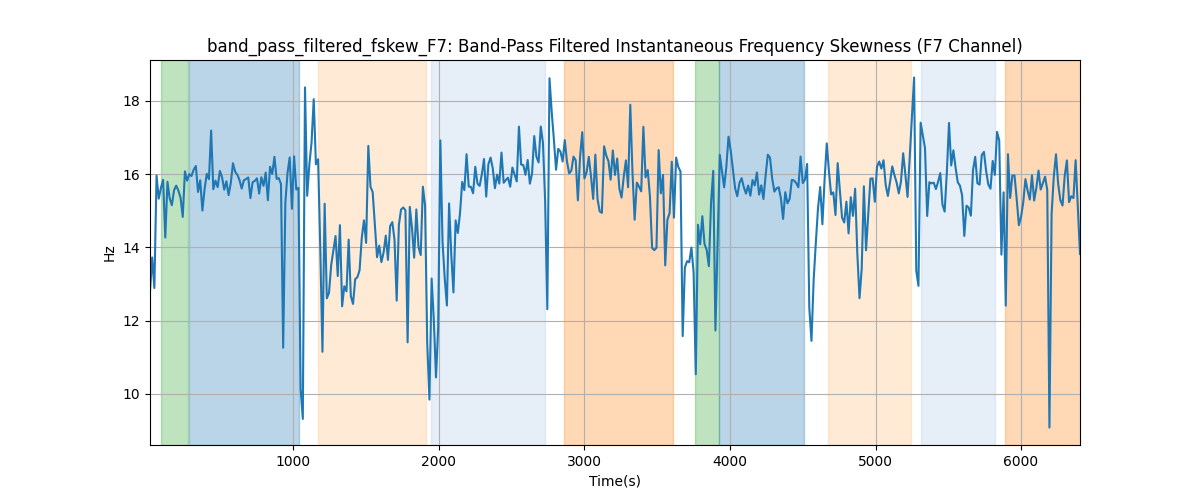 band_pass_filtered_fskew_F7: Band-Pass Filtered Instantaneous Frequency Skewness (F7 Channel)
18
16
14
12
10
Hz
1000 2000 3000 4000 5000 6000
Time(s)